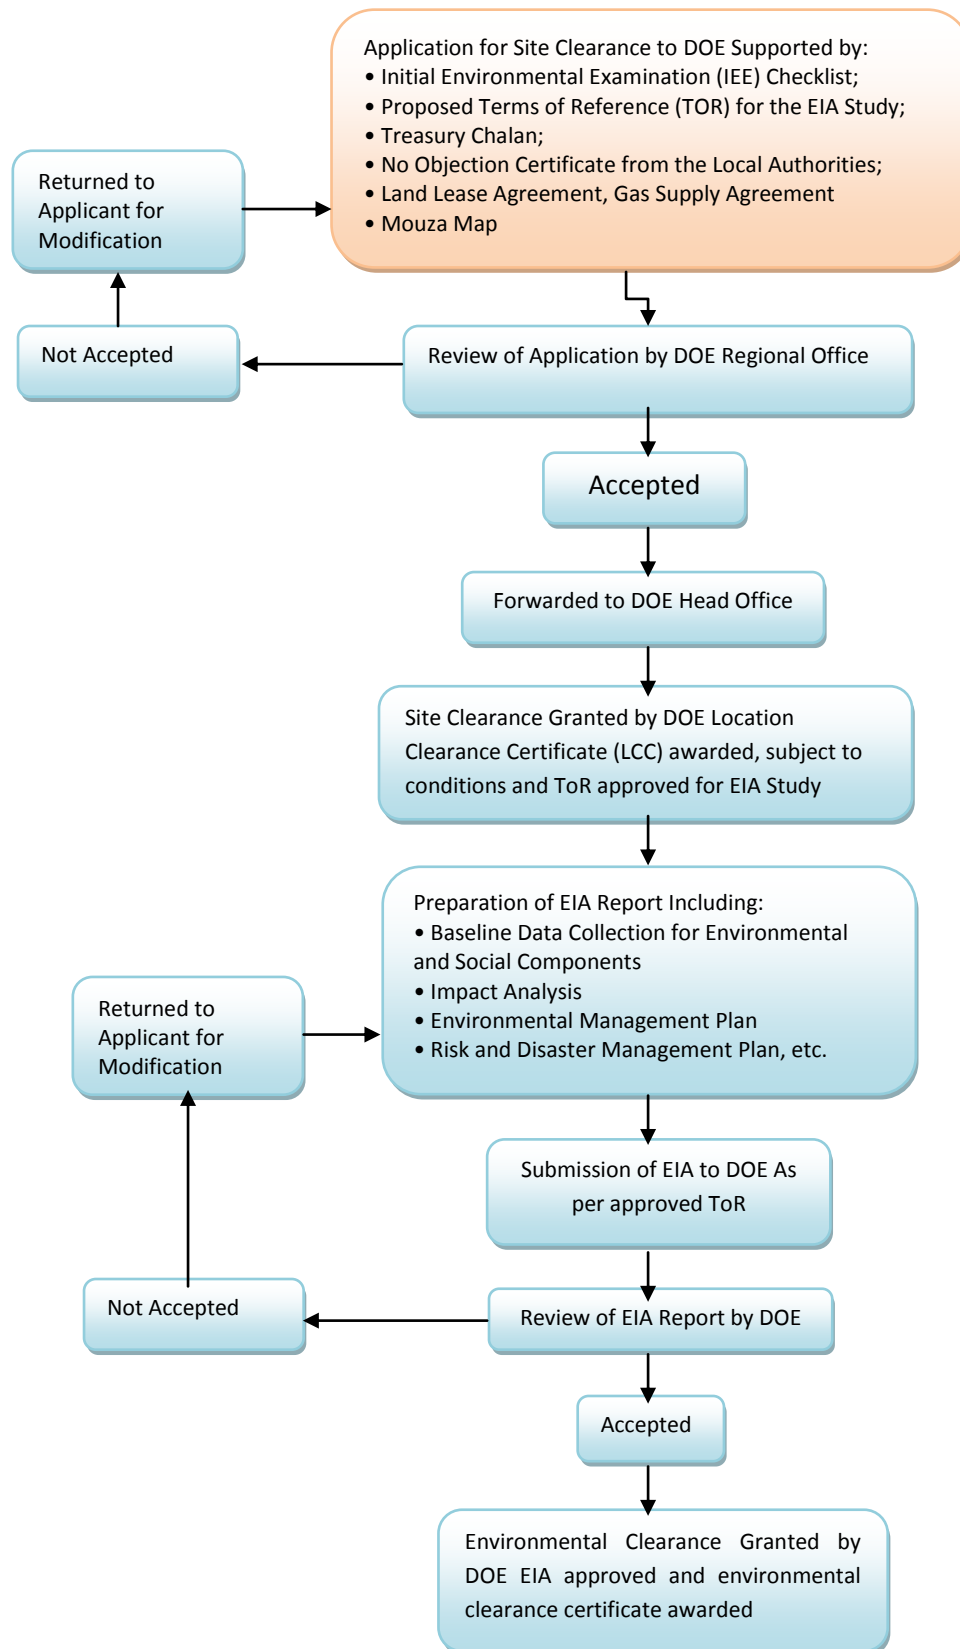 Application for Site Clearance to DOE Supported by:
• Initial Environmental Examination (IEE) Checklist;
• Proposed Terms of Reference (TOR) for the EIA Study;
• Treasury Chalan;
• No Objection Certificate from the Local Authorities;
• Land Lease Agreement, Gas Supply Agreement
• Mouza Map
Returned to
Applicant for
Modification
Not Accepted
Review of Application by DOE Regional Office
Accepted
Forwarded to DOE Head Office
Site Clearance Granted by DOE Location
Clearance Certificate (LCC) awarded, subject to
conditions and ToR approved for EIA Study
Preparation of EIA Report Including:
• Baseline Data Collection for Environmental
and Social Components
• Impact Analysis
• Environmental Management Plan
• Risk and Disaster Management Plan, etc.
Returned to
Applicant for
Modification
Submission of EIA to DOE As
per approved ToR
Not Accepted
Review of EIA Report by DOE
Accepted
Environmental Clearance Granted by
DOE EIA approved and environmental
clearance certificate awarded